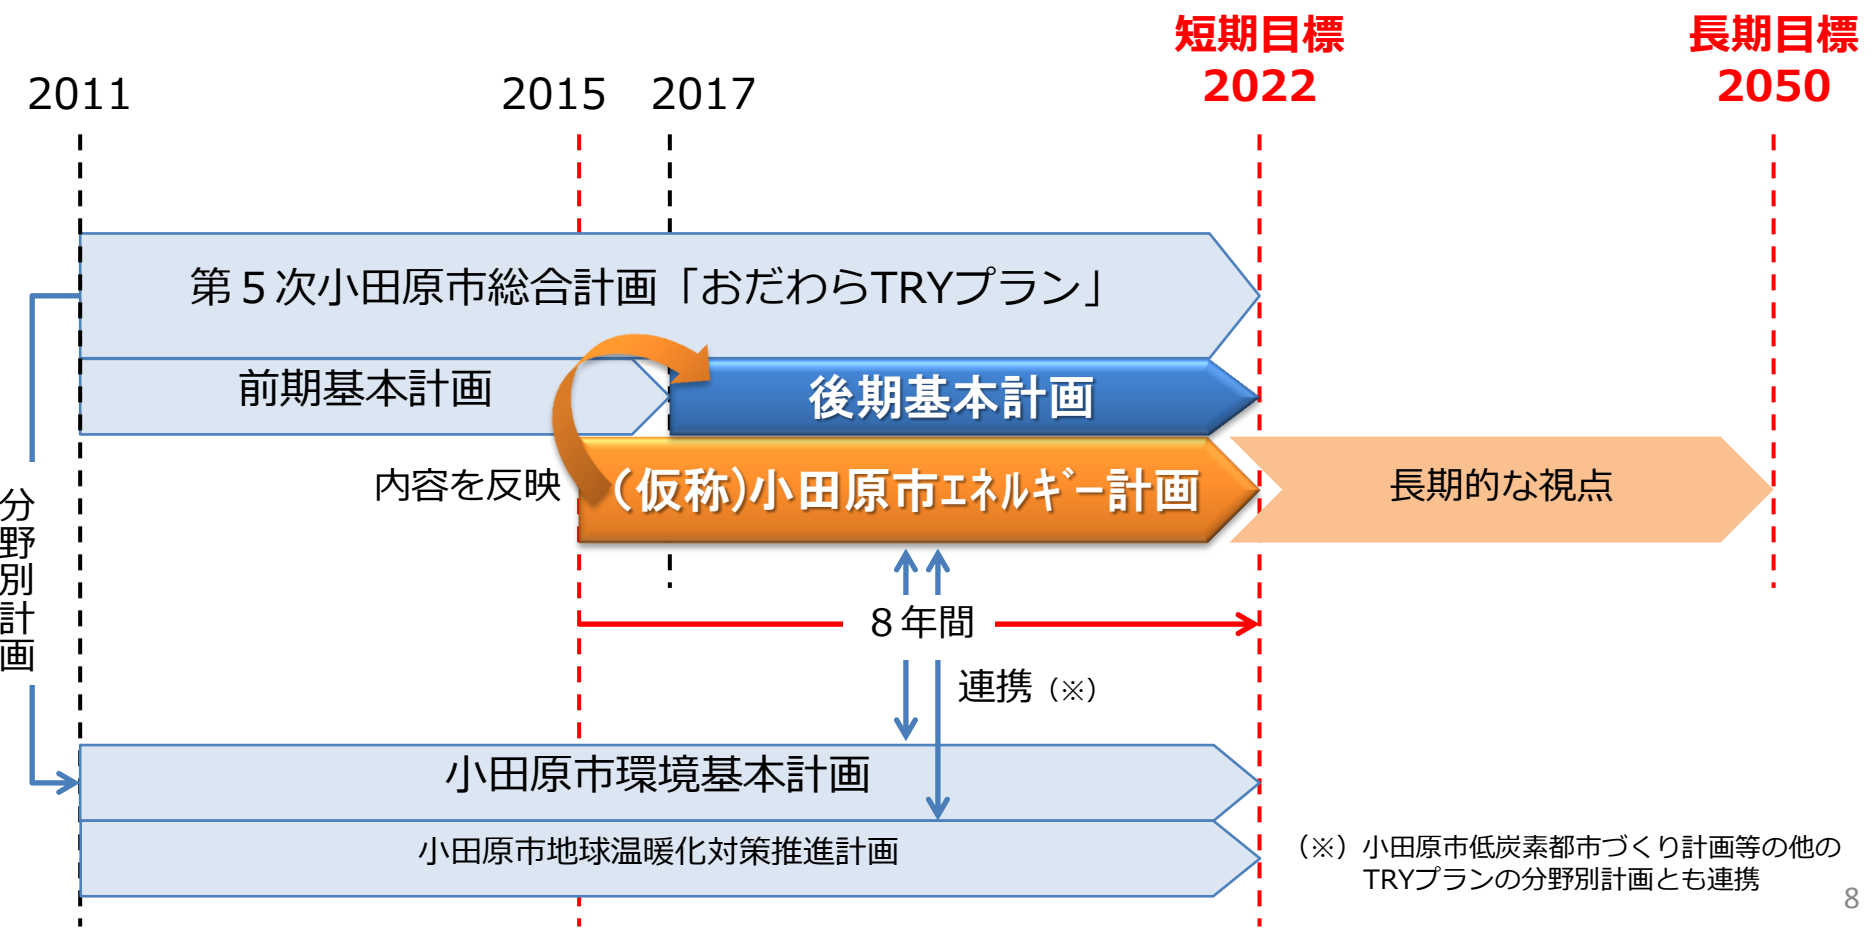 短期目標
長期目標
2011
2015
2017
2022
2050
第５次小田原市総合計画「おだわらTRYプラン」
前期基本計画
後期基本計画
内容を反映
（仮称）小田原市ｴﾈﾙｷﾞｰ計画
長期的な視点
分野別計画
８年間
連携（※）
小田原市環境基本計画
小田原市地球温暖化対策推進計画
（※）小田原市低炭素都市づくり計画等の他の
TRYプランの分野別計画とも連携
8